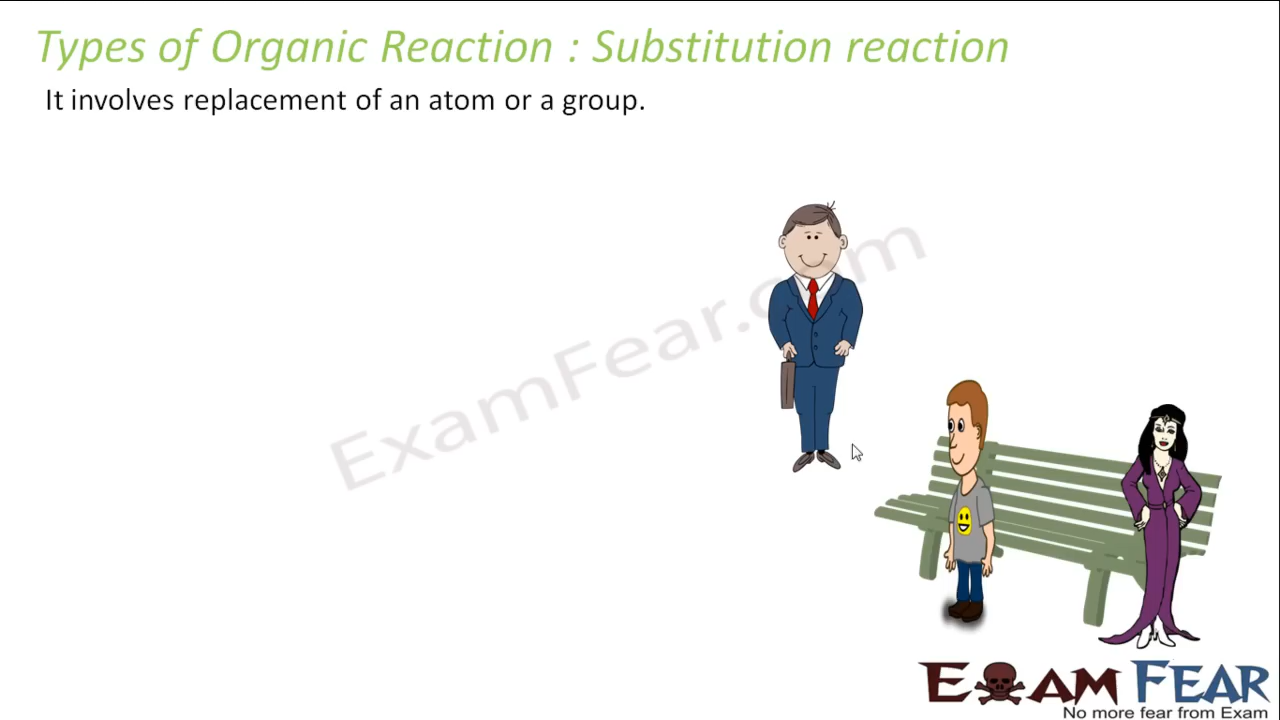 Types of Organic Reaction : Substitution reaction
It involves replacement of an atom or a group.
ExamFear.com
EXAM FEAR
No more fear from Exam